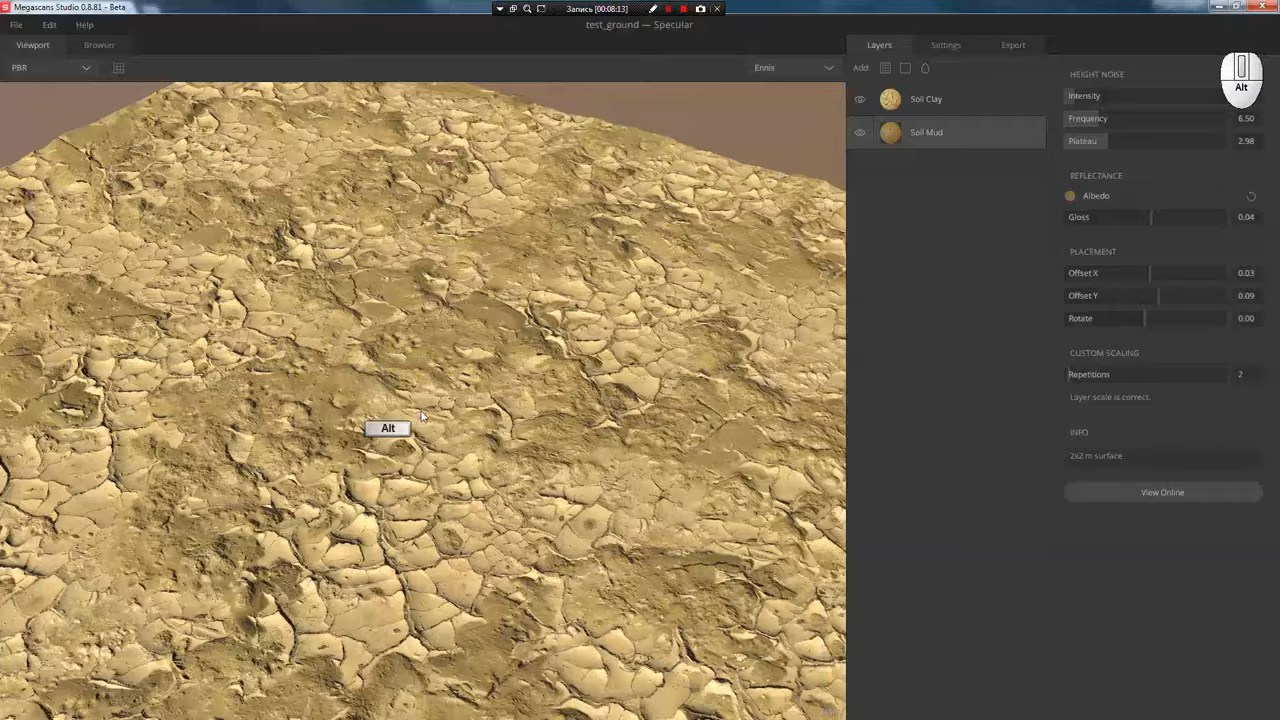 Megascans Studio 0.8.81 - Beta
Запись [00:08:13]
File Edit Help
test_ground — Specular
Viewport Browser
Layers Settings Export
PBR
Ennis
Add:
Alt
HEIGHT NOISE
Intensity
Soil Clay
Frequency 6.50
Soil Mud
Plateau 2.98
REFLECTANCE
Albedo
Gloss 0.04
PLACEMENT
Offset X 0.03
Offset Y 0.09
Rotate 0.00
CUSTOM SCALING
Repetitions 2
Layer scale is correct.
Alt
INFO
2x2 m surface
View Online